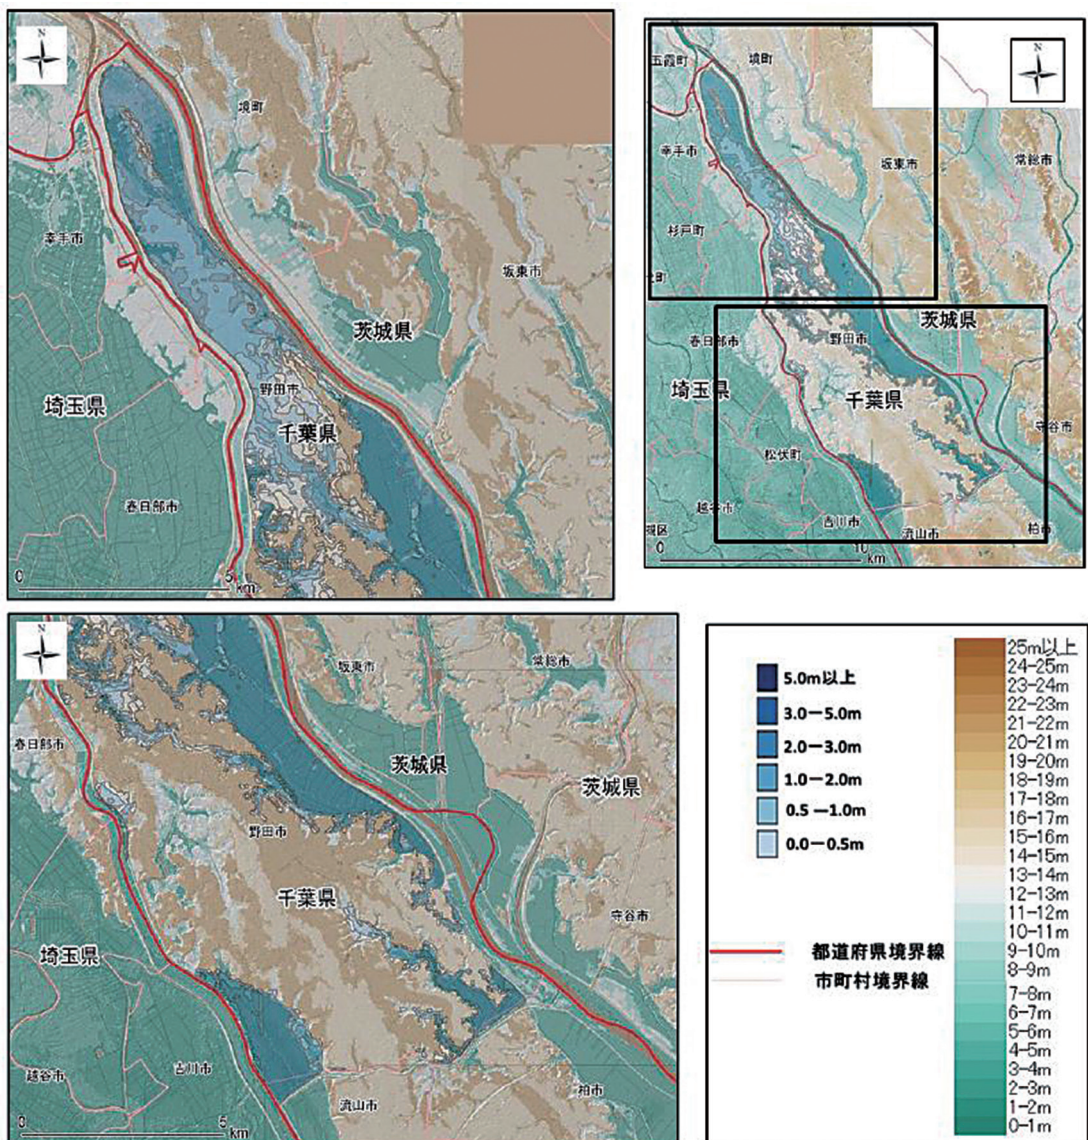 N
境町
幸手市
坂東市
茨城県
野田市
埼玉県
千葉県
春日部市
0
5
km
N
五霞町
境町
幸手市
坂東市
常総市
杉戸町
茨城県
春日部市
野田市
埼玉県
千葉県
守谷市
松伏町
越谷市
吉川市
流山市
柏市
0
10
km
N
坂東市
常総市
春日部市
茨城県
茨城県
野田市
千葉県
守谷市
埼玉県
越谷市
吉川市
流山市
柏市
0
5
km
5.0m以上
3.0－5.0m
2.0－3.0m
1.0－2.0m
0.5－1.0m
0.0－0.5m
都道府県境界線
市町村境界線
25m以上
24-25m
23-24m
22-23m
21-22m
20-21m
19-20m
18-19m
17-18m
16-17m
15-16m
14-15m
13-14m
12-13m
11-12m
10-11m
9-10m
8-9m
7-8m
6-7m
5-6m
4-5m
3-4m
2-3m
1-2m
0-1m